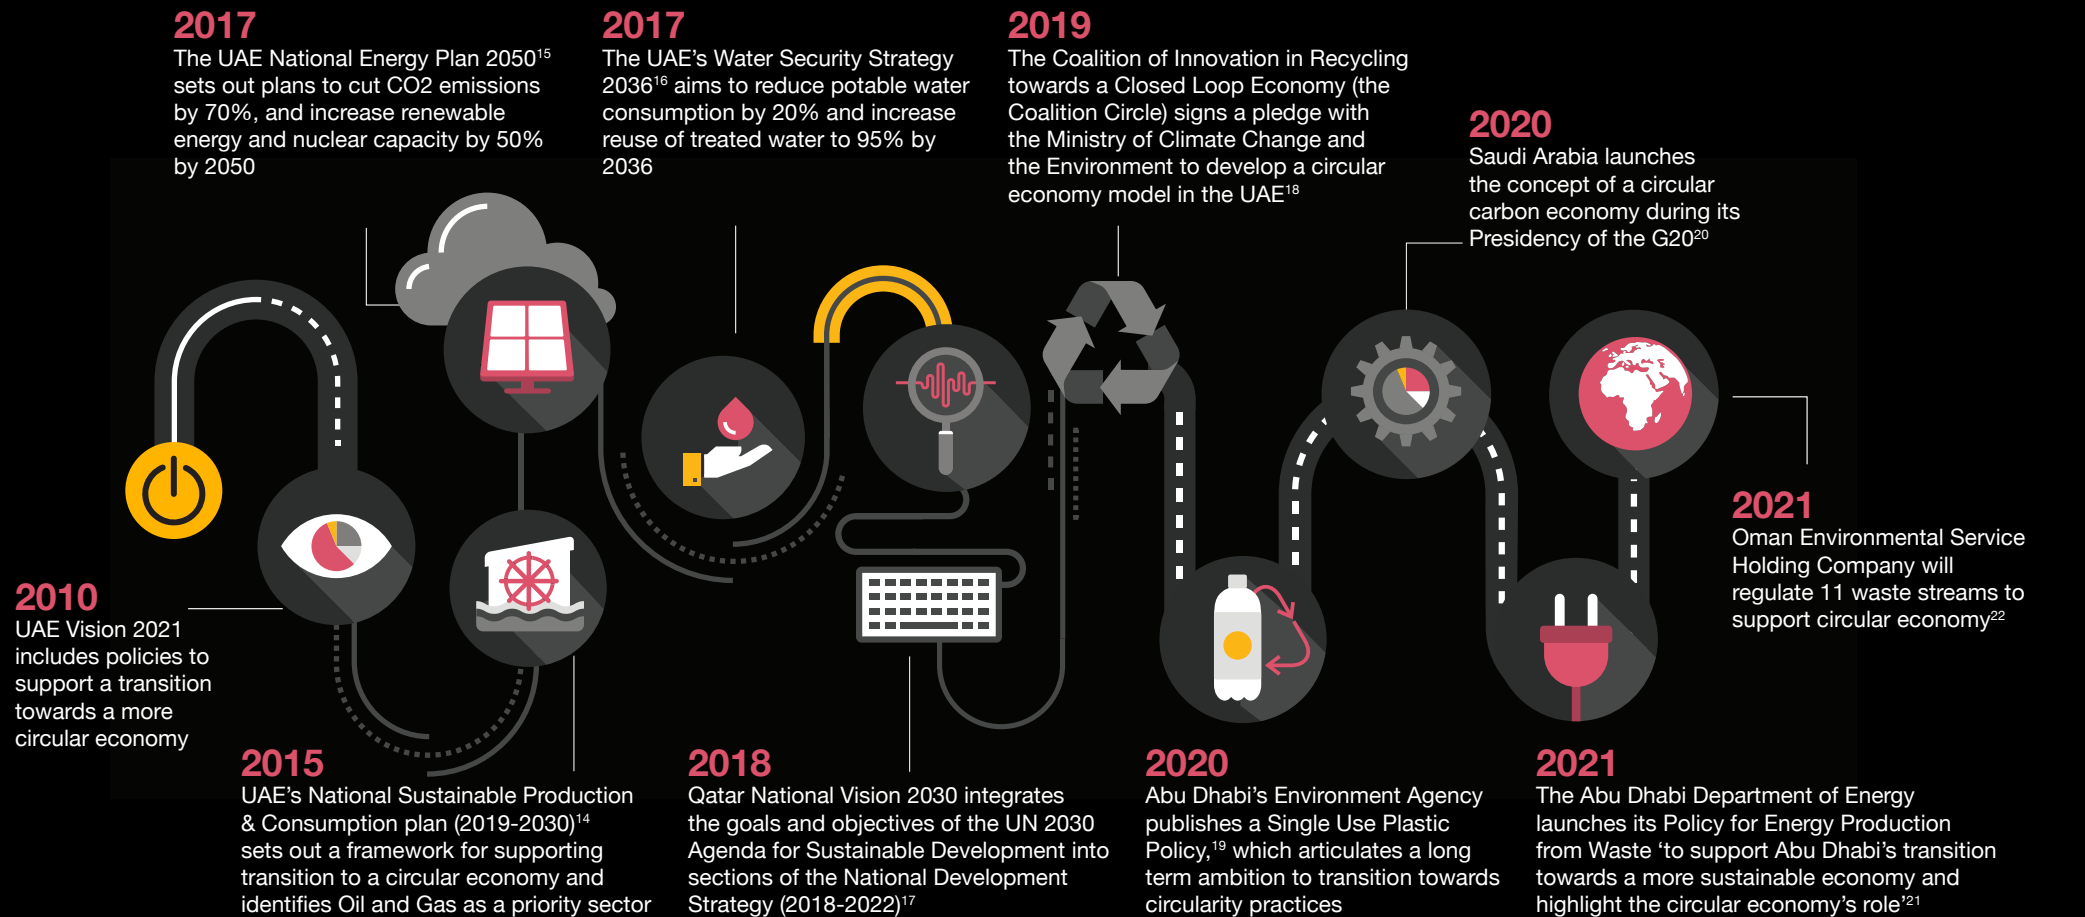 2017
The UAE National Energy Plan 2050¹⁵
sets out plans to cut CO2 emissions
by 70%, and increase renewable
energy and nuclear capacity by 50%
by 2050
2017
The UAE's Water Security Strategy
2036¹⁶ aims to reduce potable water
consumption by 20% and increase
reuse of treated water to 95% by
2036
2019
The Coalition of Innovation in Recycling
towards a Closed Loop Economy (the
Coalition Circle) signs a pledge with
the Ministry of Climate Change and
the Environment to develop a circular
economy model in the UAE¹⁸
2020
Saudi Arabia launches
the concept of a circular
carbon economy during its
Presidency of the G20²⁰
2021
Oman Environmental Service
Holding Company will
regulate 11 waste streams to
support circular economy²²
2010
UAE Vision 2021
includes policies to
support a transition
towards a more
circular economy
2015
UAE's National Sustainable Production
& Consumption plan (2019-2030)¹⁴
sets out a framework for supporting
transition to a circular economy and
identifies Oil and Gas as a priority sector
2018
Qatar National Vision 2030 integrates
the goals and objectives of the UN 2030
Agenda for Sustainable Development into
sections of the National Development
Strategy (2018-2022)¹⁷
2020
Abu Dhabi's Environment Agency
publishes a Single Use Plastic
Policy,¹⁹ which articulates a long
term ambition to transition towards
circularity practices
2021
The Abu Dhabi Department of Energy
launches its Policy for Energy Production
from Waste 'to support Abu Dhabi's transition
towards a more sustainable economy and
highlight the circular economy's role'²¹